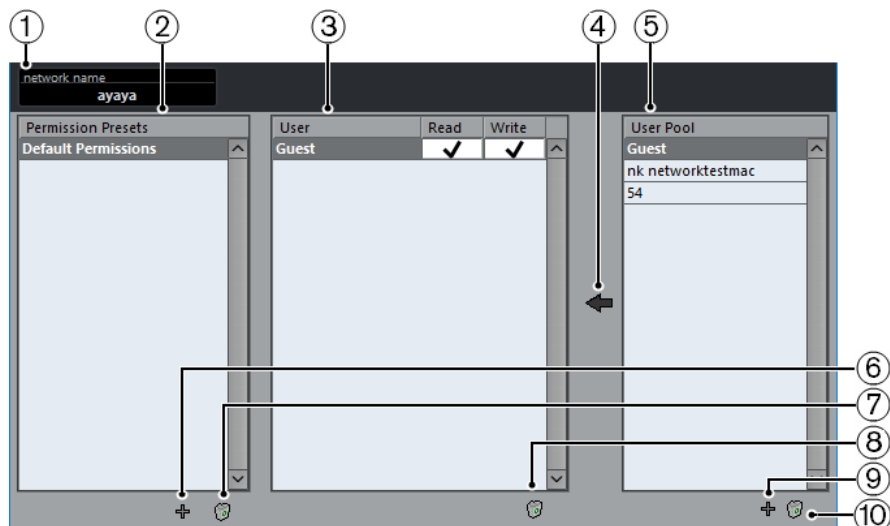 1 2 3 4 5
network name
ayaya
Permission Presets
Default Permissions
User Read Write
Guest
User Pool
Guest
nk networktestmac
54
6
7
8
9
10